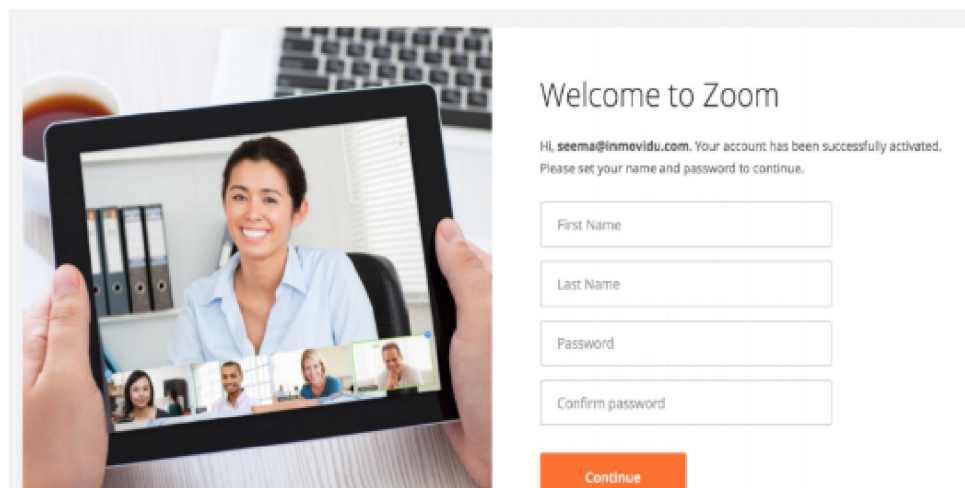 Welcome to Zoom
Hi, seema@inmovidu.com. Your account has been successfully activated.
Please set your name and password to continue.
First Name
Last Name
Password
Confirm password
Continue